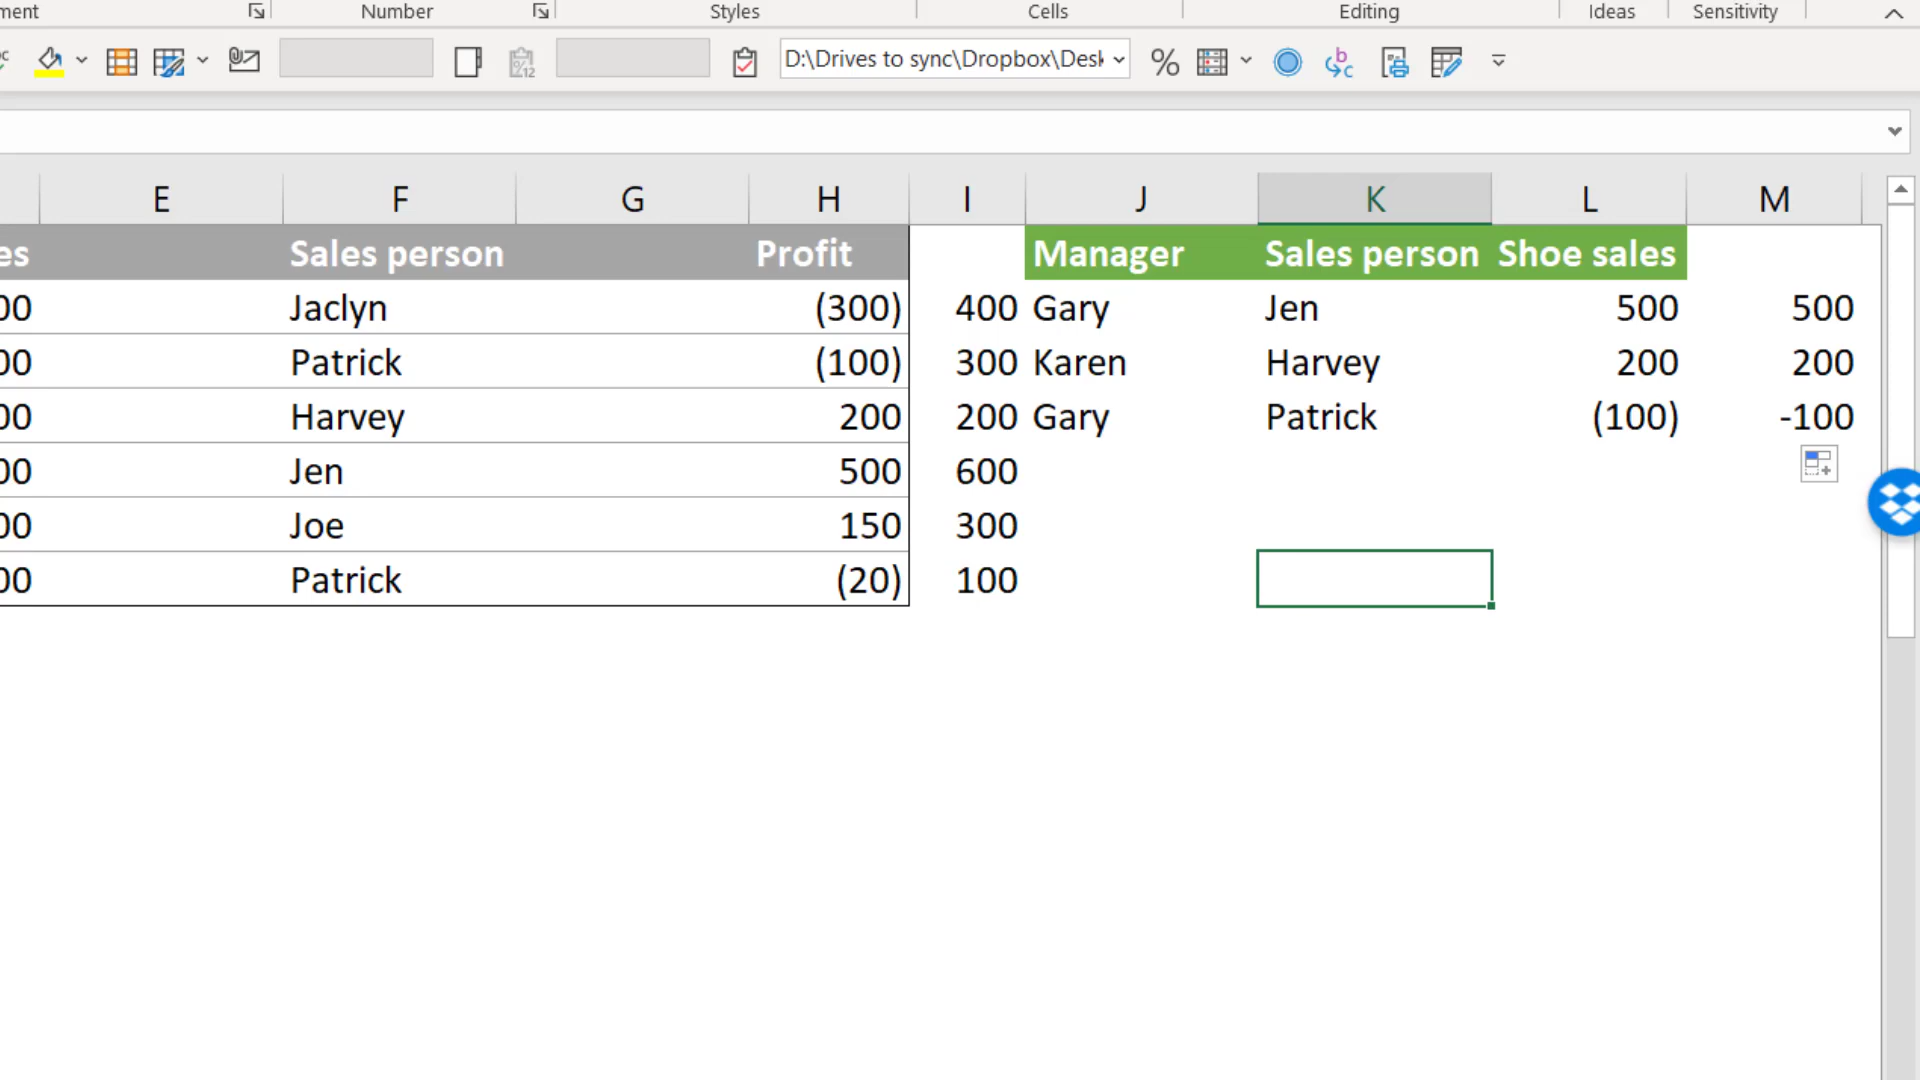 ment Number Styles Cells Editing Ideas Sensitivity
D:\Drives to sync\Dropbox\Desk
E F G H I J K L M
es Sales person Profit Manager Sales person Shoe sales
00 Jaclyn (300) 400 Gary Jen 500 500
00 Patrick (100) 300 Karen Harvey 200 200
00 Harvey 200 200 Gary Patrick (100) -100
00 Jen 500 600
00 Joe 150 300
00 Patrick (20) 100